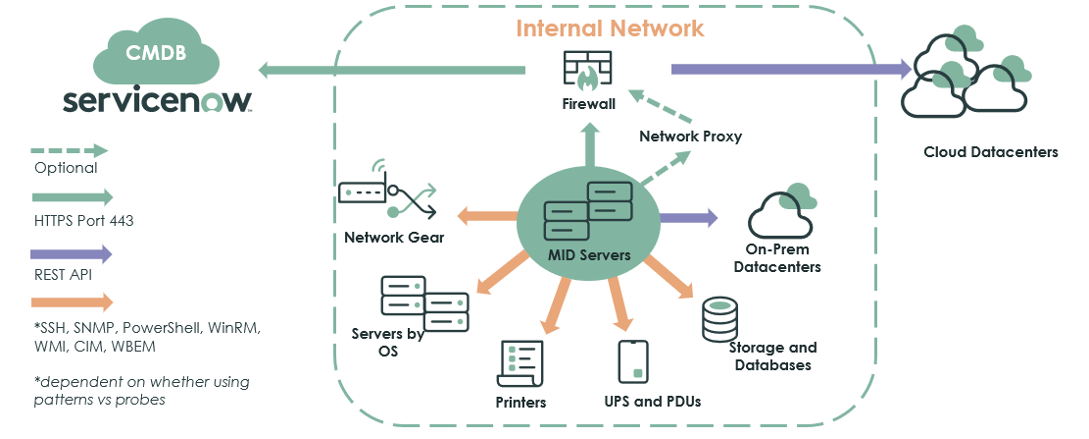 Internal Network
CMDB
servicenow
Firewall
Cloud Datacenters
Network Proxy
Optional
HTTPS Port 443
REST API
*SSH, SNMP, PowerShell, WinRM,
WMI, CIM, WBEM
*dependent on whether using
patterns vs probes
Network Gear
MID Servers
On-Prem
Datacenters
Servers by
OS
Storage and
Databases
Printers
UPS and PDUs